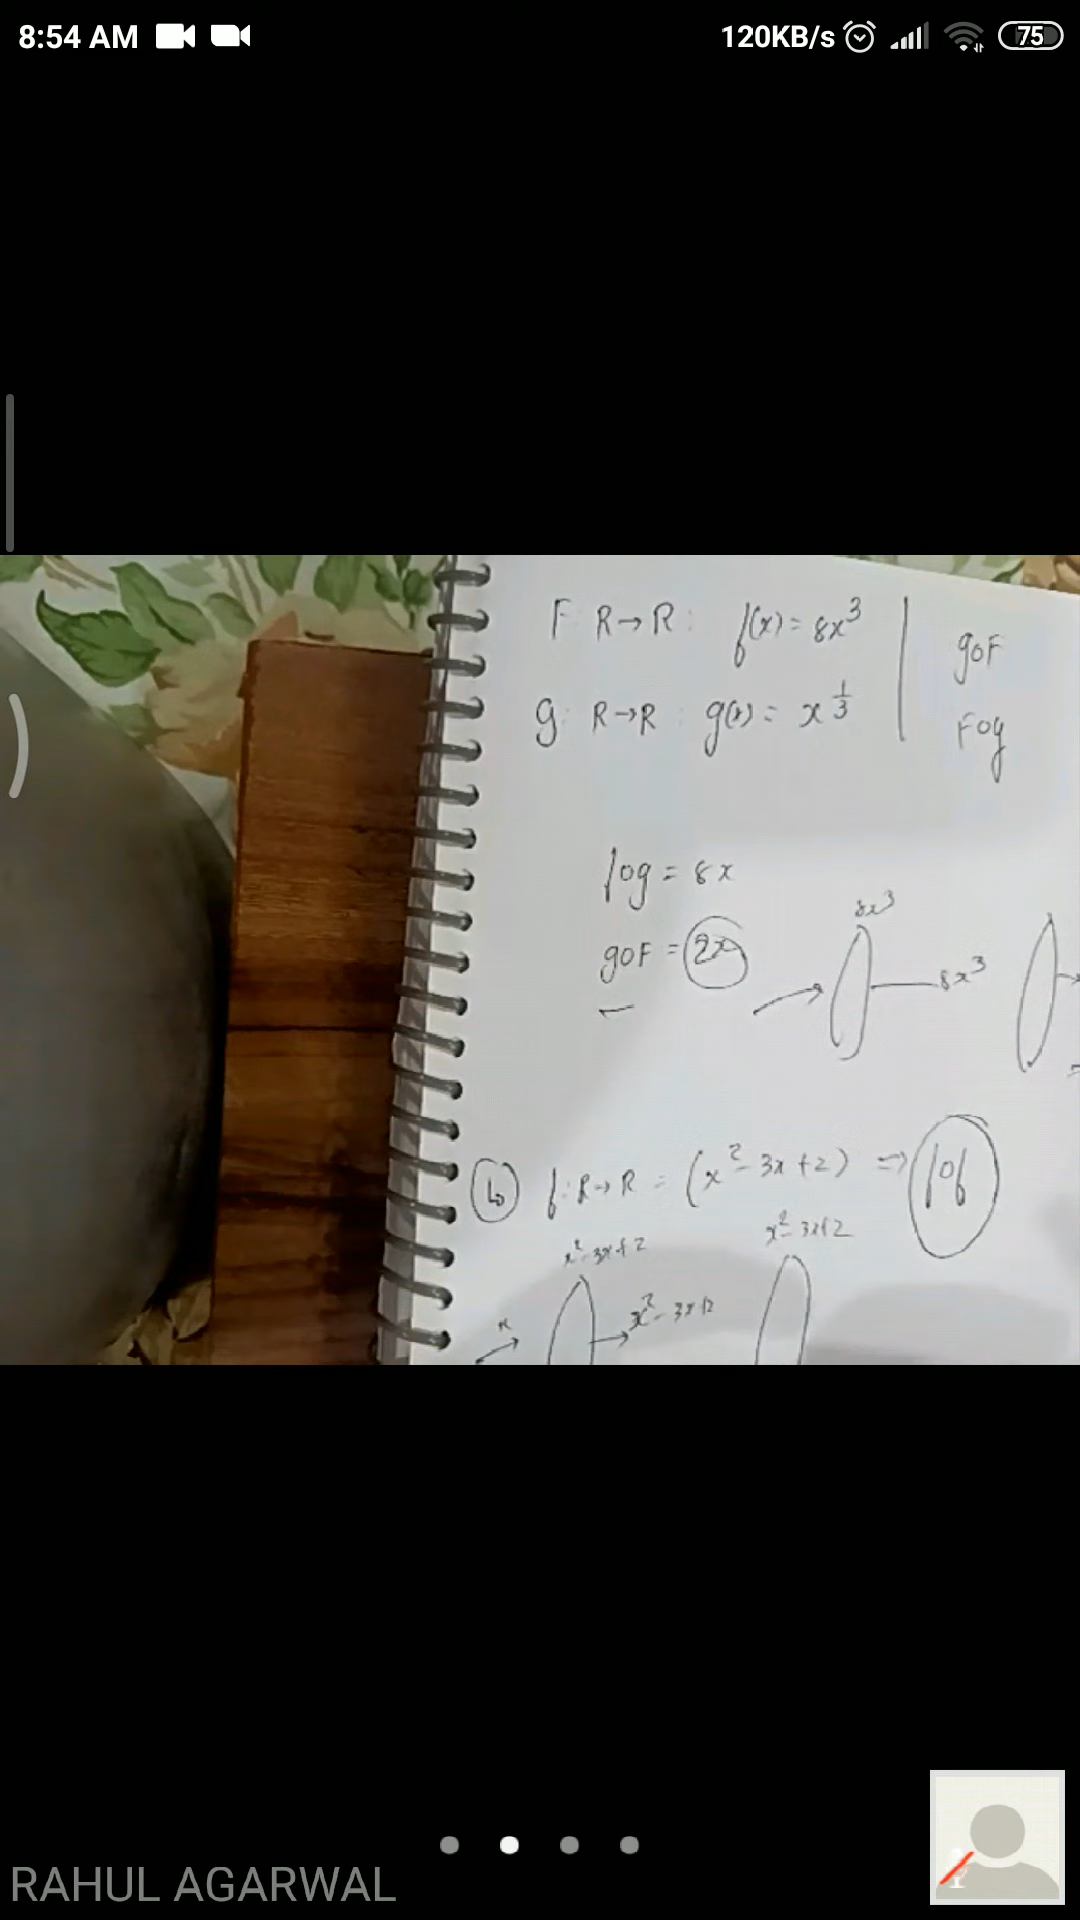 8:54 AM
120KB/s
75
F: R→R: f(x) = 8x³
g: R→R: g(x) = x^1/3
goF
Fog
fog = 8x
goF = 2x
8x³
8x³
f: R→R = (x² - 3x + 2) ⇒ fof
x² - 3x + 2
x² - 3x + 2
x
x² - 3x + 2
RAHUL AGARWAL